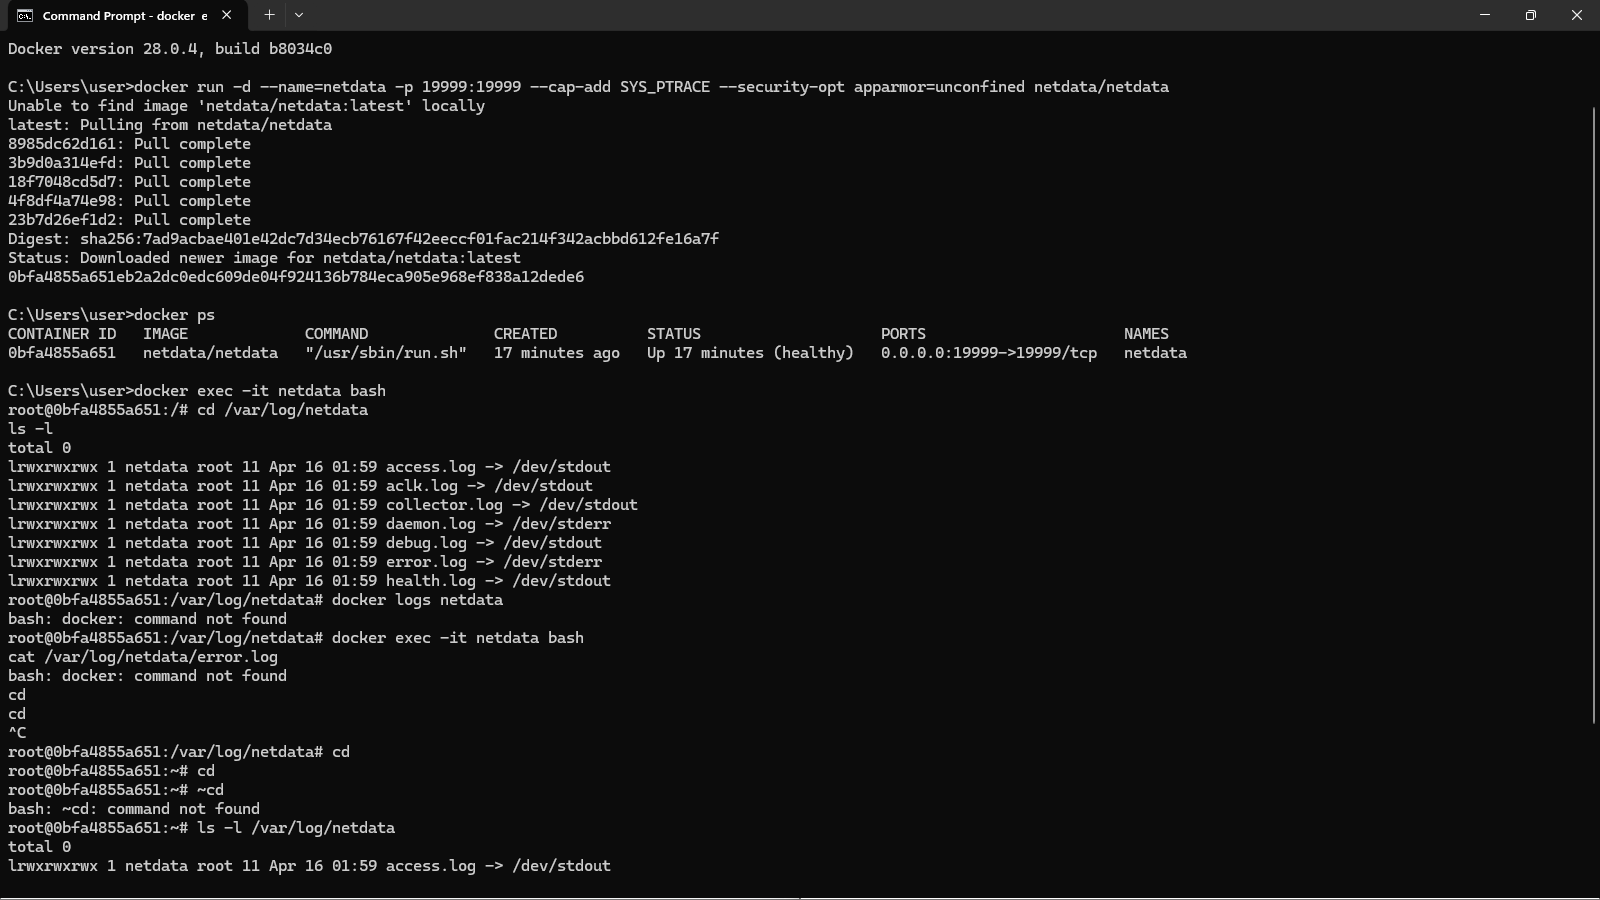 Command Prompt - docker e
Docker version 28.0.4, build b8034c0
C:\Users\user>docker run -d --name=netdata -p 19999:19999 --cap-add SYS_PTRACE --security-opt apparmor=unconfined netdata/netdata
Unable to find image 'netdata/netdata:latest' locally
latest: Pulling from netdata/netdata
8985dc62d161: Pull complete
3b9d0a314efd: Pull complete
18f7048cd5d7: Pull complete
4f8df4a74e98: Pull complete
23b7d26ef1d2: Pull complete
Digest: sha256:7ad9acbae401e42dc7d34ecb76167f42eeccf01fac214f342acbbd612fe16a7f
Status: Downloaded newer image for netdata/netdata:latest
0bfa4855a651eb2a2dc0edc609de04f924136b784eca905e968ef838a12dede6
C:\Users\user>docker ps
CONTAINER ID   IMAGE             COMMAND              CREATED          STATUS                    PORTS                      NAMES
0bfa4855a651   netdata/netdata   "/usr/sbin/run.sh"   17 minutes ago   Up 17 minutes (healthy)   0.0.0.0:19999->19999/tcp   netdata
C:\Users\user>docker exec -it netdata bash
root@0bfa4855a651:/# cd /var/log/netdata
ls -l
total 0
lrwxrwxrwx 1 netdata root 11 Apr 16 01:59 access.log -> /dev/stdout
lrwxrwxrwx 1 netdata root 11 Apr 16 01:59 aclk.log -> /dev/stdout
lrwxrwxrwx 1 netdata root 11 Apr 16 01:59 collector.log -> /dev/stdout
lrwxrwxrwx 1 netdata root 11 Apr 16 01:59 daemon.log -> /dev/stderr
lrwxrwxrwx 1 netdata root 11 Apr 16 01:59 debug.log -> /dev/stdout
lrwxrwxrwx 1 netdata root 11 Apr 16 01:59 error.log -> /dev/stderr
lrwxrwxrwx 1 netdata root 11 Apr 16 01:59 health.log -> /dev/stdout
root@0bfa4855a651:/var/log/netdata# docker logs netdata
bash: docker: command not found
root@0bfa4855a651:/var/log/netdata# docker exec -it netdata bash
cat /var/log/netdata/error.log
bash: docker: command not found
cd
cd
^C
root@0bfa4855a651:/var/log/netdata# cd
root@0bfa4855a651:~# cd
root@0bfa4855a651:~# ~cd
bash: ~cd: command not found
root@0bfa4855a651:~# ls -l /var/log/netdata
total 0
lrwxrwxrwx 1 netdata root 11 Apr 16 01:59 access.log -> /dev/stdout